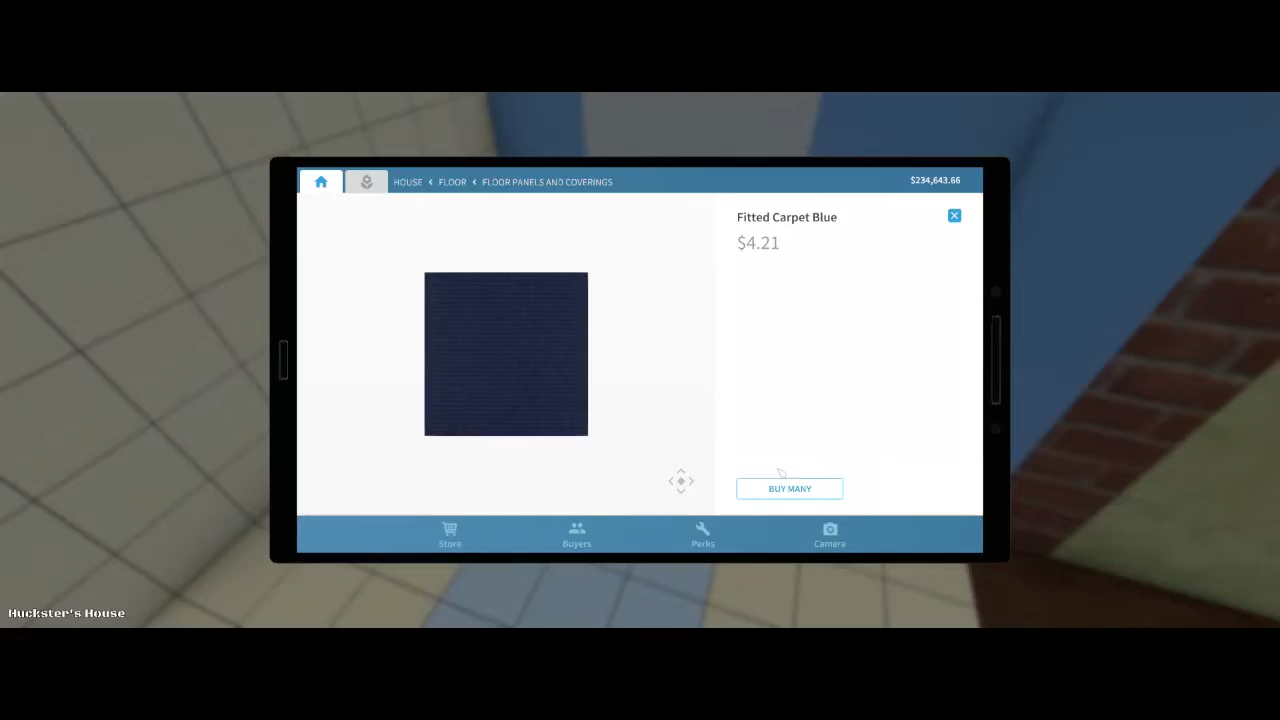 HOUSE < FLOOR < FLOOR PANELS AND COVERINGS
$234,643.66
Fitted Carpet Blue
$4.21
BUY MANY
Store
Buyers
Perks
Camera
Huckster's House